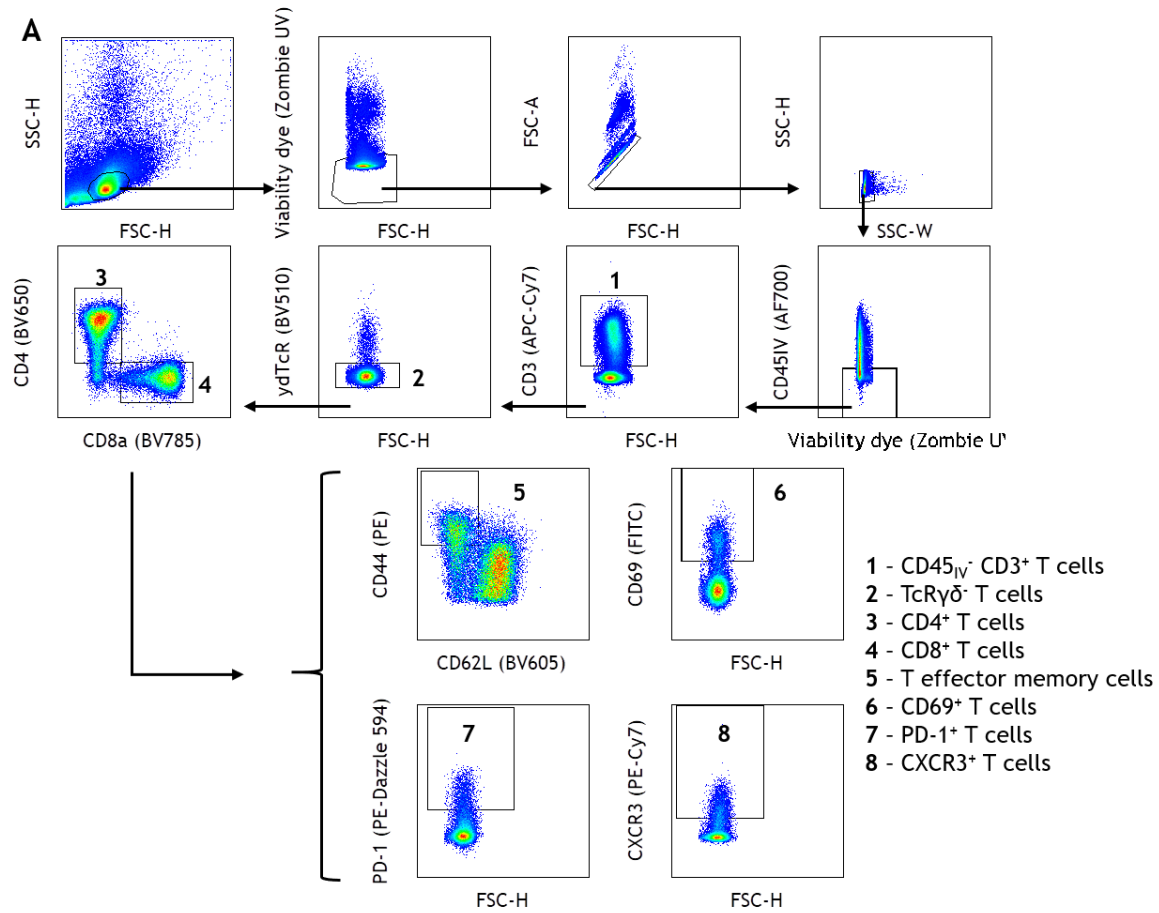 A
SSC-H
FSC-H
Viability dye (Zombie UV)
FSC-H
FSC-A
FSC-H
SSC-H
SSC-W
CD4 (BV650)
3
4
CD8a (BV785)
yδTcR (BV510)
2
FSC-H
CD3 (APC-Cy7)
1
FSC-H
CD45IV (AF700)
Viability dye (Zombie U
CD44 (PE)
5
CD62L (BV605)
CD69 (FITC)
6
FSC-H
PD-1 (PE-Dazzle 594)
7
FSC-H
CXCR3 (PE-Cy7)
8
FSC-H
1 - CD45IV- CD3+ T cells
2 - TcRγδ- T cells
3 - CD4+ T cells
4 - CD8+ T cells
5 - T effector memory cells
6 - CD69+ T cells
7 - PD-1+ T cells
8 - CXCR3+ T cells